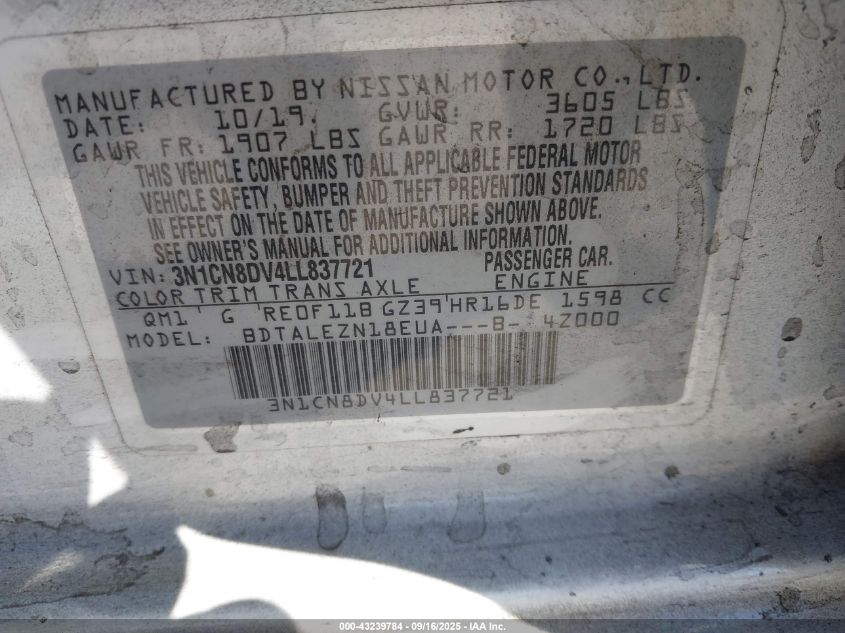 MANUFACTURED BY NISSAN MOTOR CO., LTD.
DATE: 10/19. GVWR: 3605 LBS
GAWR FR: 1907 LBS GAWR RR: 1720 LBS
THIS VEHICLE CONFORMS TO ALL APPLICABLE FEDERAL MOTOR
VEHICLE SAFETY, BUMPER AND THEFT PREVENTION STANDARDS
IN EFFECT ON THE DATE OF MANUFACTURE SHOWN ABOVE.
SEE OWNER'S MANUAL FOR ADDITIONAL INFORMATION.
VIN: 3N1CN8DV4LL837721 PASSENGER CAR.
COLOR TRIM TRANS AXLE ENGINE
QM1 G RE0F11B GZ39 HR16DE 1598 CC
MODEL: BDTALEZN18EUA---B- 4Z000
3N1CN8DV4LL837721
000-43239784 - 09/16/2025 - IAA Inc.